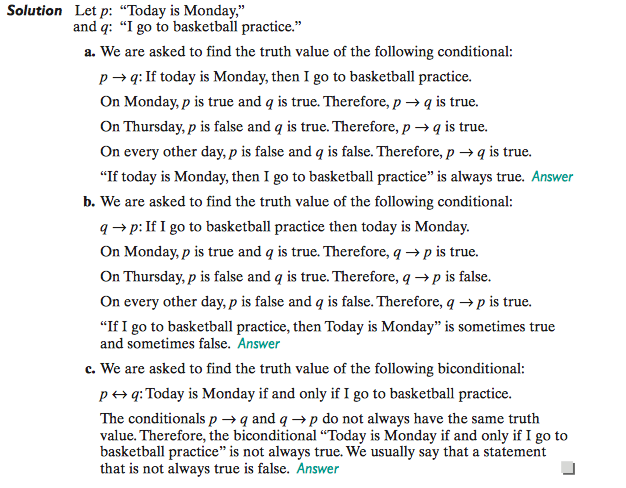 Solution Let p: “Today is Monday,”
and q: “I go to basketball practice.”
a. We are asked to find the truth value of the following conditional:
p → q: If today is Monday, then I go to basketball practice.
On Monday, p is true and q is true. Therefore, p → q is true.
On Thursday, p is false and q is true. Therefore, p → q is true.
On every other day, p is false and q is false. Therefore, p → q is true.
“If today is Monday, then I go to basketball practice” is always true. Answer
b. We are asked to find the truth value of the following conditional:
q → p: If I go to basketball practice then today is Monday.
On Monday, p is true and q is true. Therefore, q → p is true.
On Thursday, p is false and q is true. Therefore, q → p is false.
On every other day, p is false and q is false. Therefore, q → p is true.
“If I go to basketball practice, then Today is Monday” is sometimes true
and sometimes false. Answer
c. We are asked to find the truth value of the following biconditional:
p ↔ q: Today is Monday if and only if I go to basketball practice.
The conditionals p → q and q → p do not always have the same truth
value. Therefore, the biconditional “Today is Monday if and only if I go to
basketball practice” is not always true. We usually say that a statement
that is not always true is false. Answer